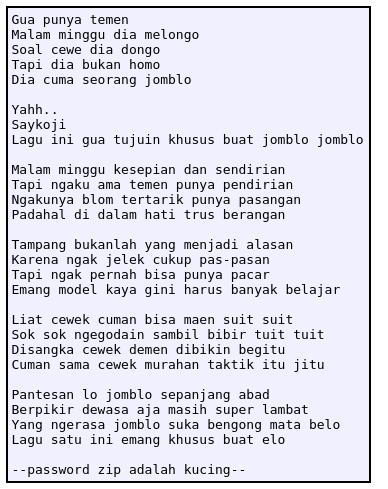 Gua punya temen
Malam minggu dia melongo
Soal cewe dia dongo
Tapi dia bukan homo
Dia cuma seorang jomblo

Yahh..
Saykoji
Lagu ini gua tujuin khusus buat jomblo jomblo

Malam minggu kesepian dan sendirian
Tapi ngaku ama temen punya pendirian
Ngakunya blom tertarik punya pasangan
Padahal di dalam hati trus berangan

Tampang bukanlah yang menjadi alasan
Karena ngak jelek cukup pas-pasan
Tapi ngak pernah bisa punya pacar
Emang model kaya gini harus banyak belajar

Liat cewek cuman bisa maen suit suit
Sok sok ngegodain sambil bibir tuit tuit
Disangka cewek demen dibikin begitu
Cuman sama cewek murahan taktik itu jitu

Pantesan lo jomblo sepanjang abad
Berpikir dewasa aja masih super lambat
Yang ngerasa jomblo suka bengong mata belo
Lagu satu ini emang khusus buat elo

--password zip adalah kucing--